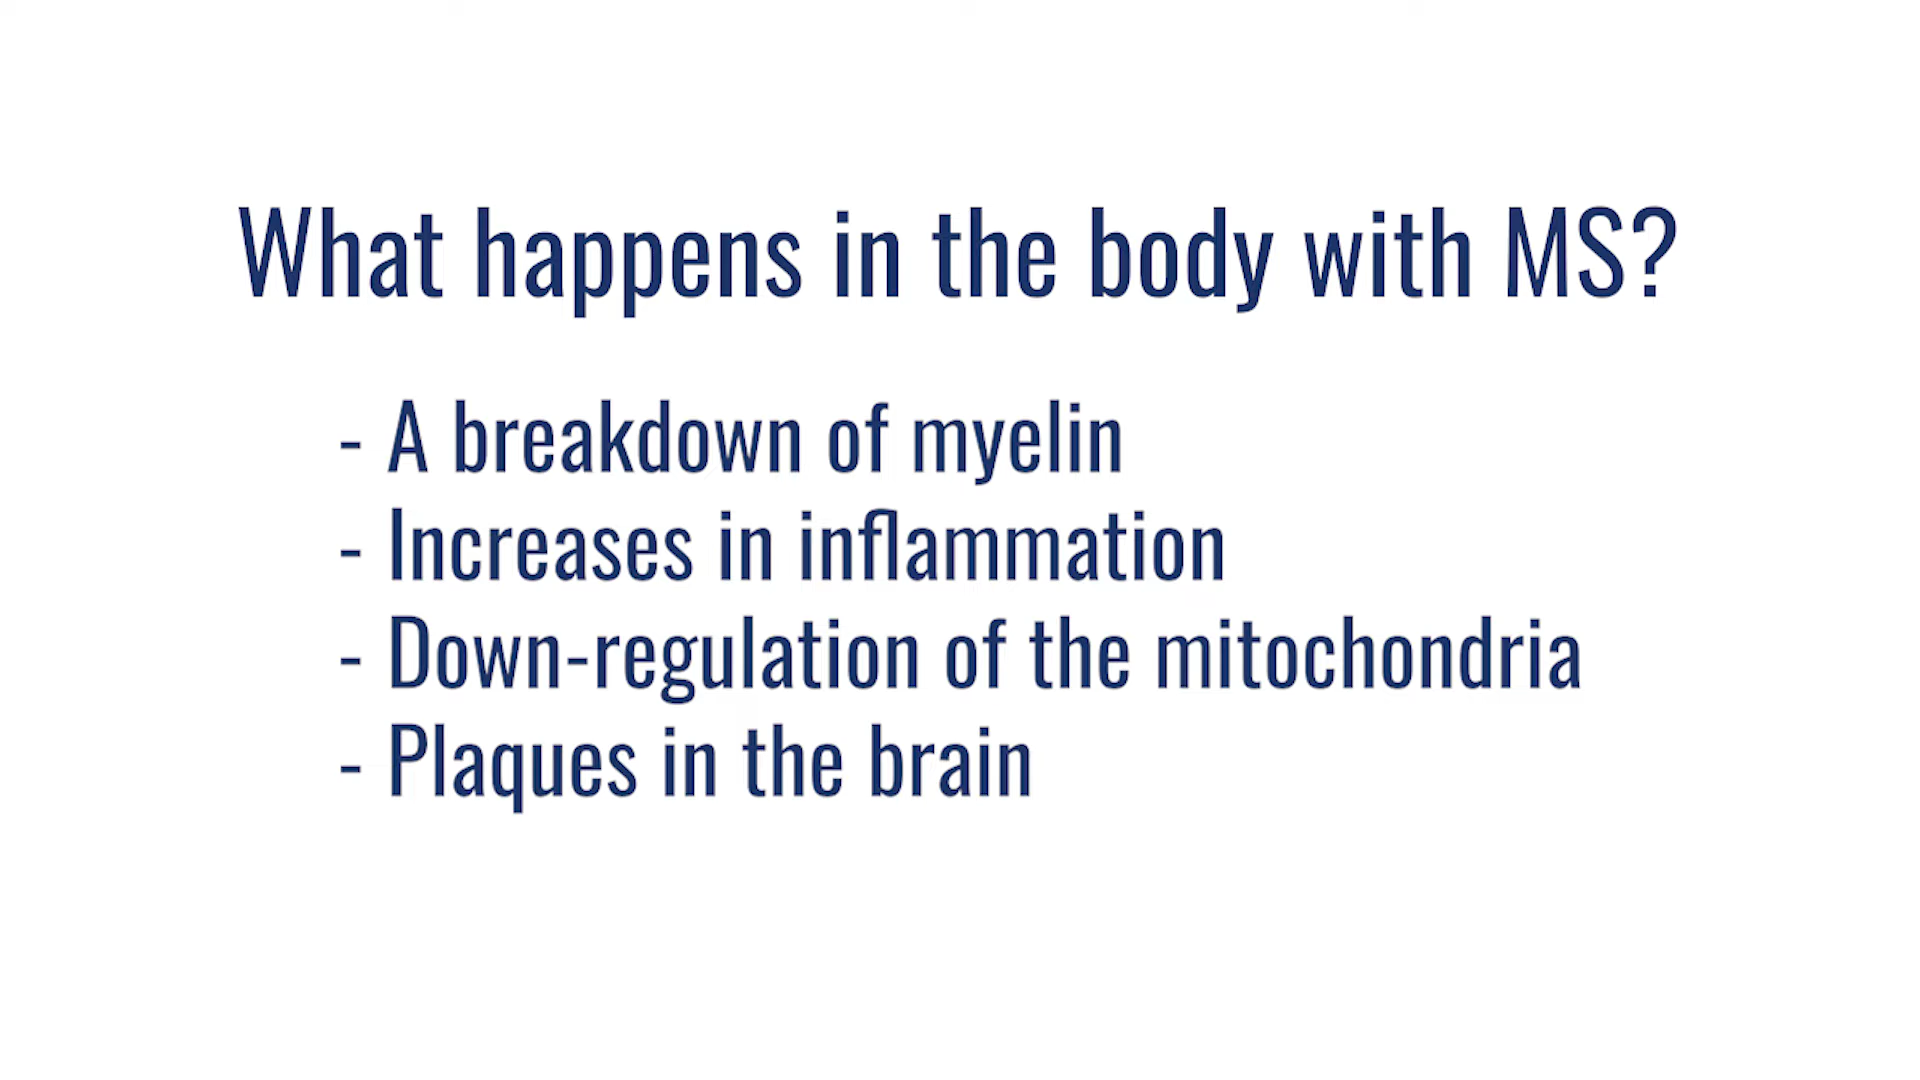 What happens in the body with MS?
- A breakdown of myelin
- Increases in inflammation
- Down-regulation of the mitochondria
- Plaques in the brain